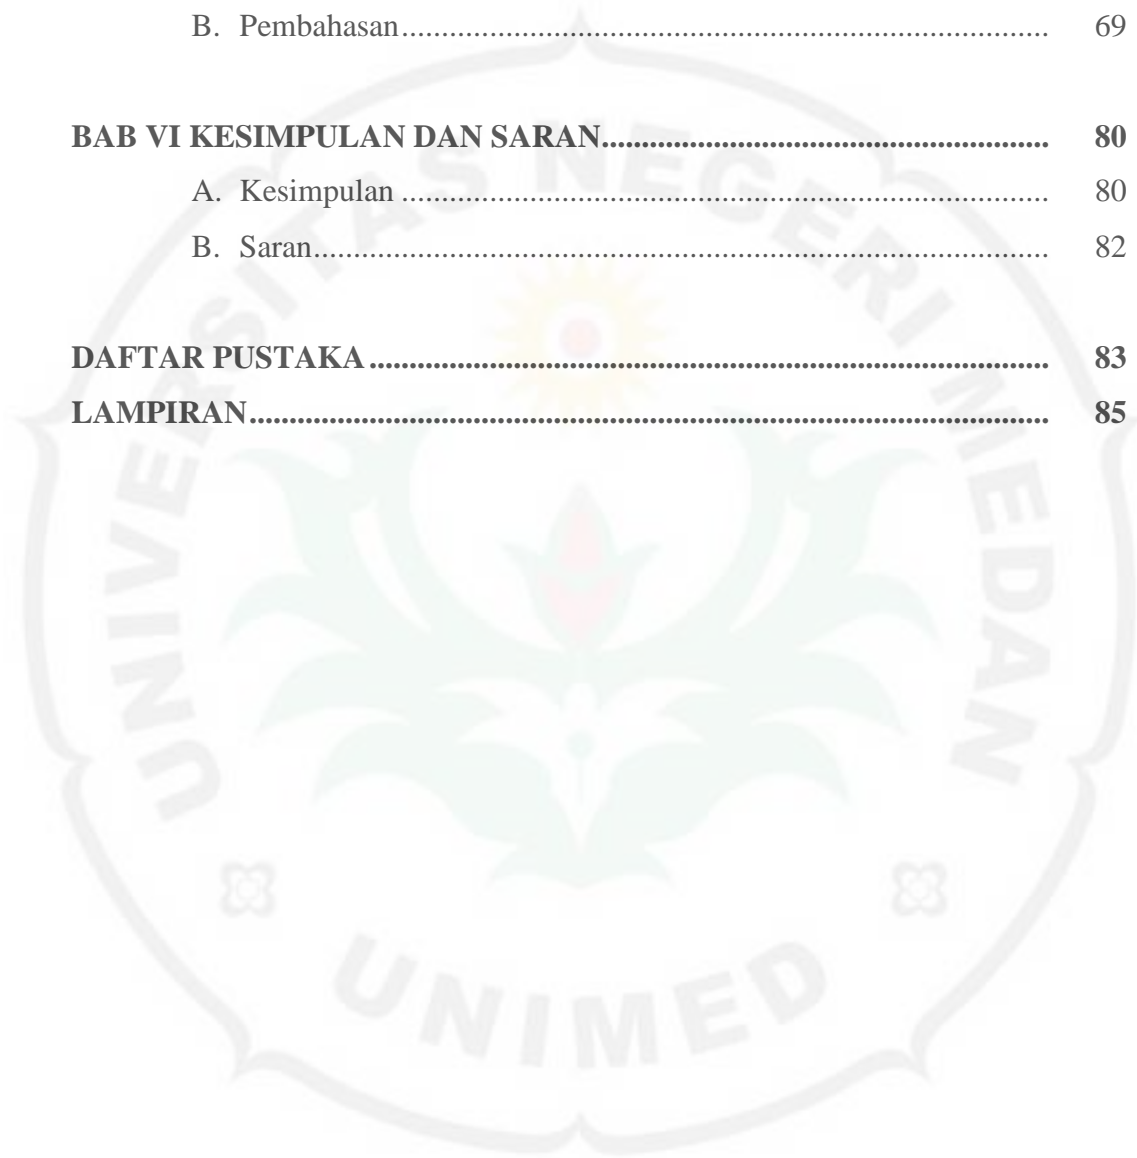 B. Pembahasan.................................................................................. 69
BAB VI KESIMPULAN DAN SARAN........................................................ 80
A. Kesimpulan .................................................................................. 80
B. Saran............................................................................................. 82
DAFTAR PUSTAKA ..................................................................................... 83
LAMPIRAN.................................................................................................... 85
UNIVERSITAS NEGERI MEDAN
UNIMED